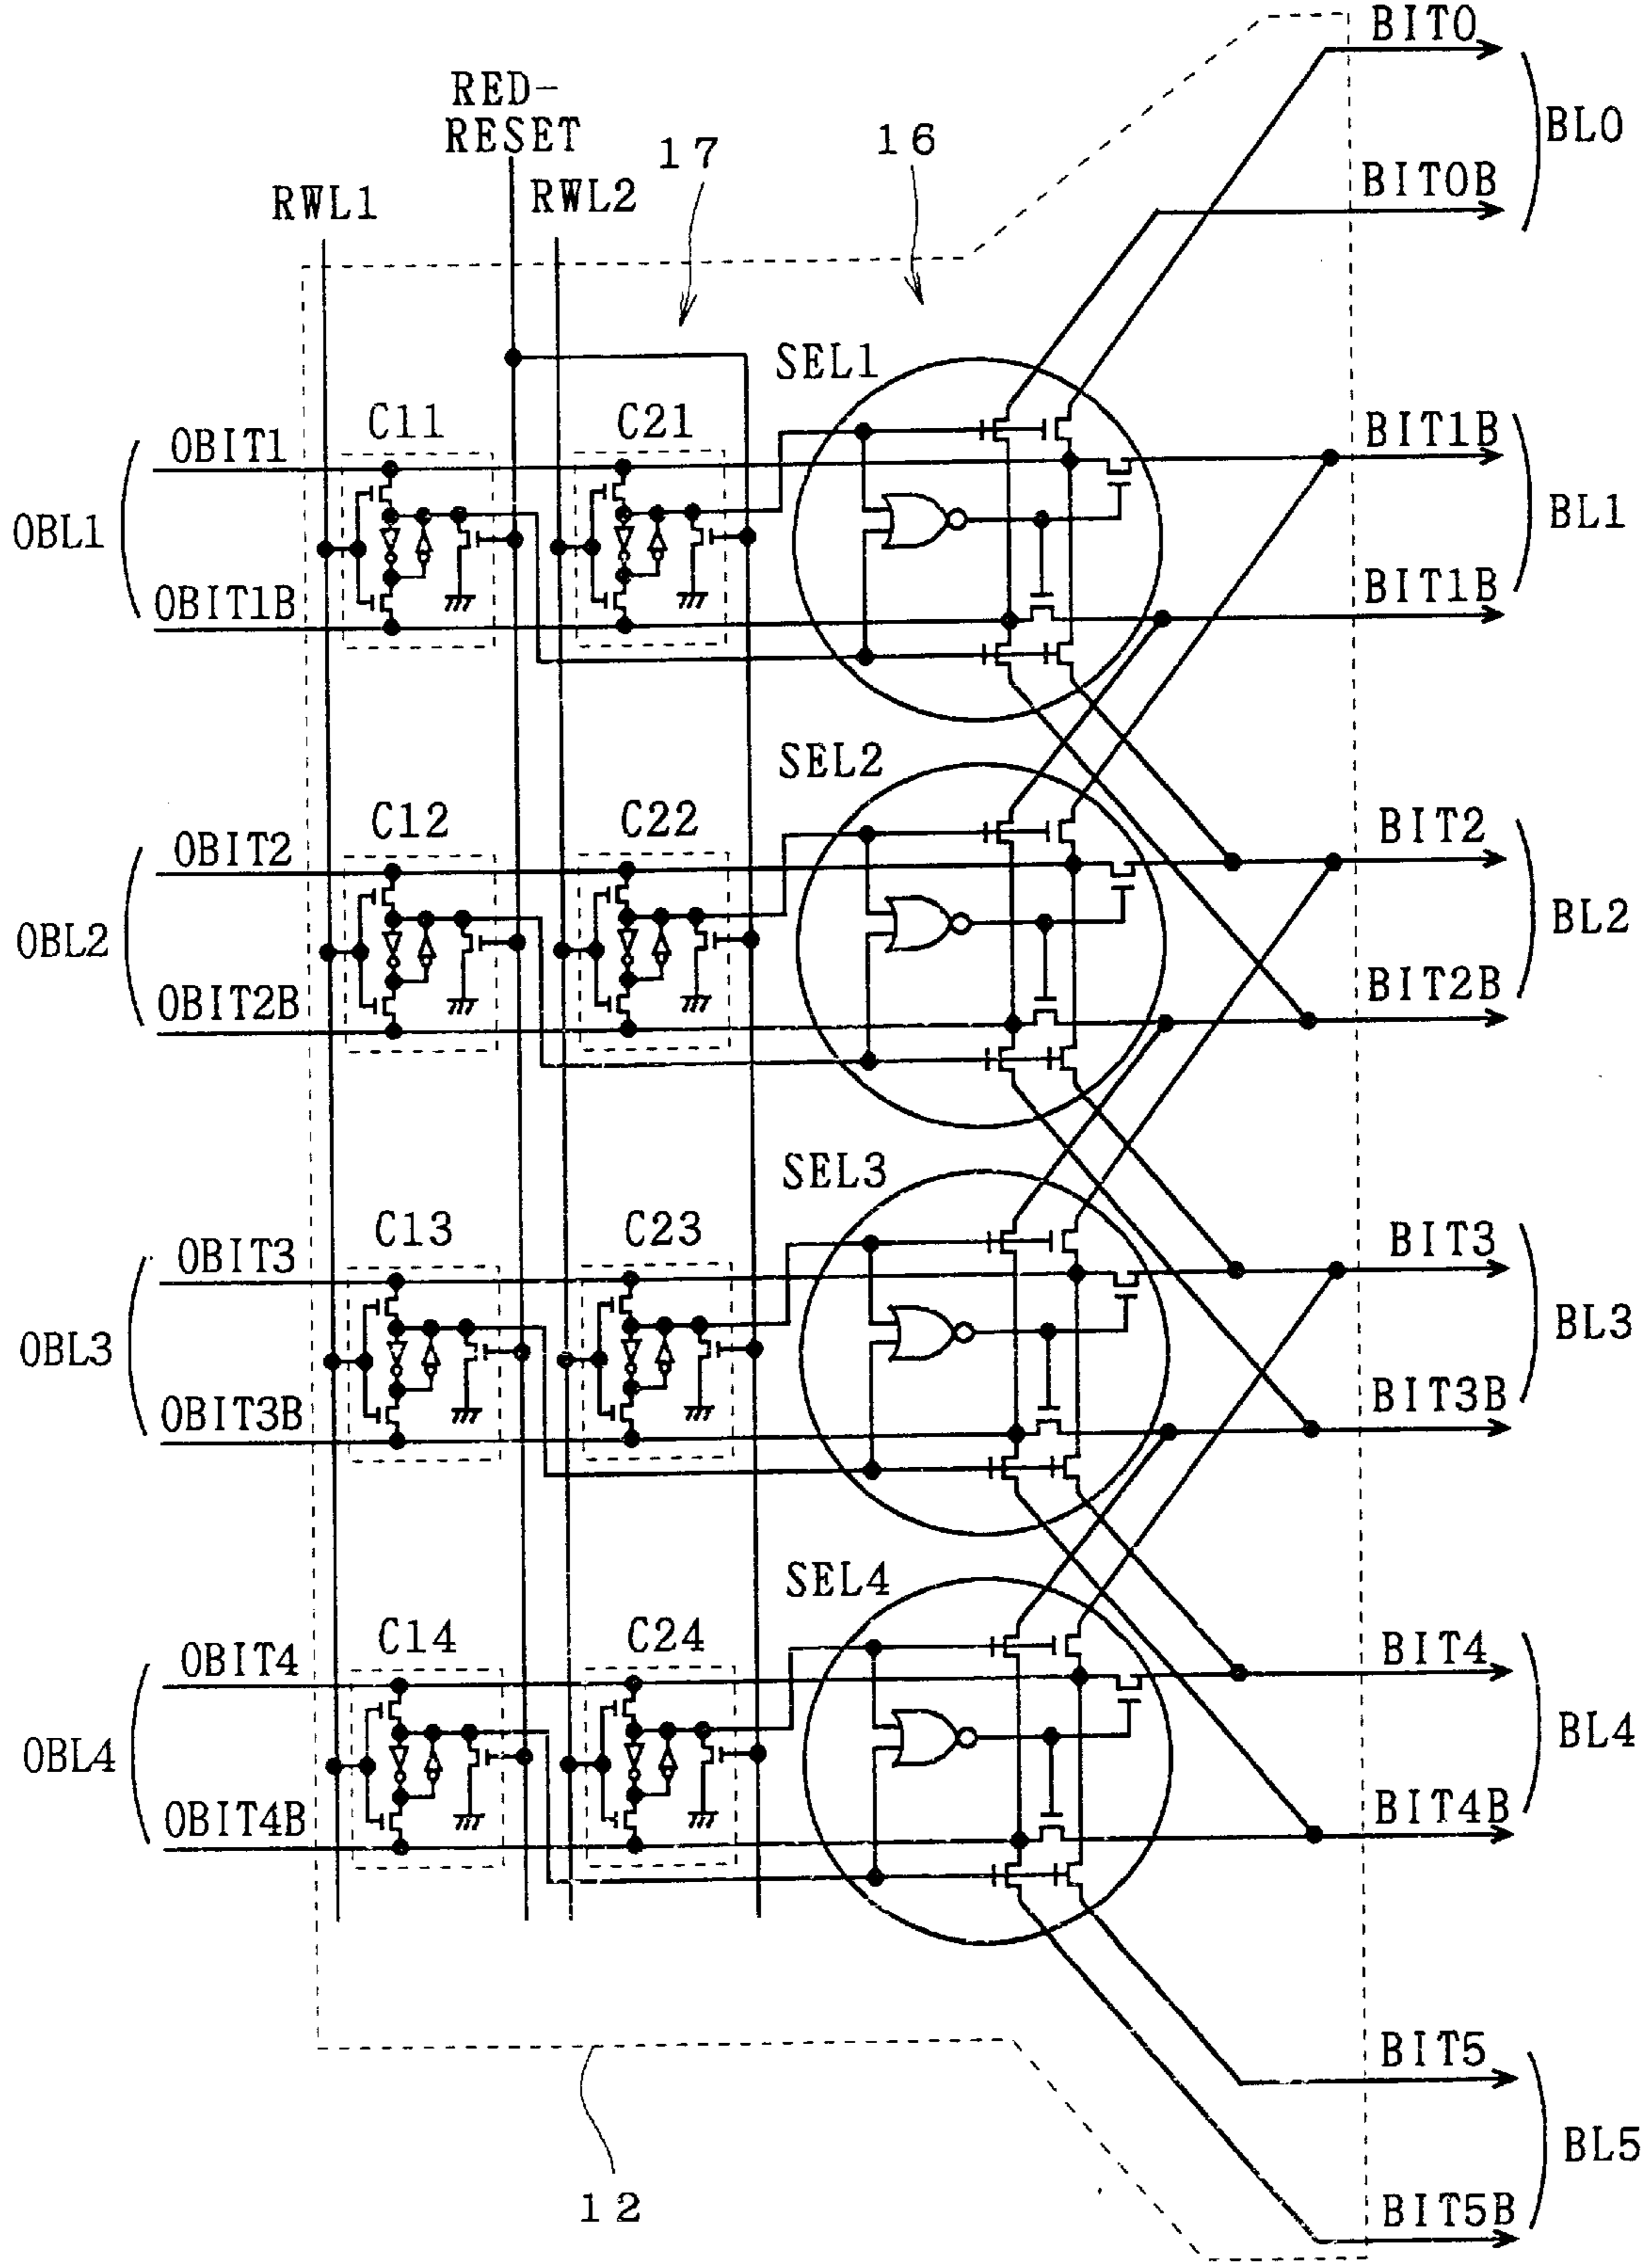 BIT0
RED-
RESET
17
16
BL0
RWL1
RWL2
BIT0B
SEL1
C11
C21
OBIT1
BIT1B
OBL1
BL1
OBIT1B
BIT1B
SEL2
C12
C22
OBIT2
BIT2
OBL2
BL2
OBIT2B
BIT2B
SEL3
C13
C23
OBIT3
BIT3
OBL3
BL3
OBIT3B
BIT3B
SEL4
C14
C24
OBIT4
BIT4
OBL4
BL4
OBIT4B
BIT4B
BIT5
BL5
12
BIT5B